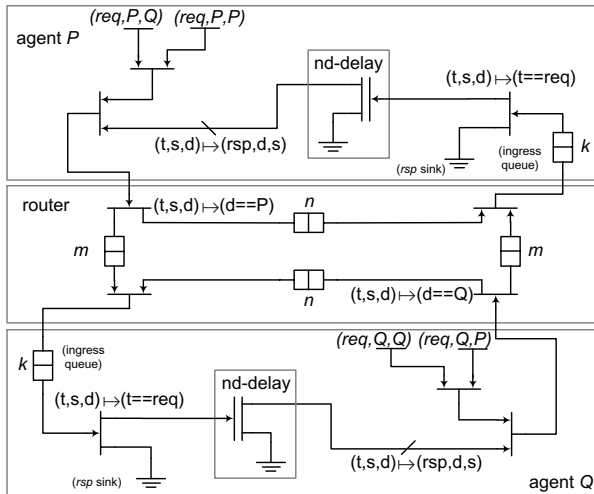 (req,P,Q)
(req,P,P)
agent P
nd-delay
(t,s,d)↦(t==req)
(t,s,d)↦(rsp,d,s)
(rsp sink)
(ingress
queue)
k
router
(t,s,d)↦(d==P)
n
m
m
n
(t,s,d)↦(d==Q)
k
(ingress
queue)
(req,Q,Q)
(req,Q,P)
(t,s,d)↦(t==req)
nd-delay
(rsp sink)
(t,s,d)↦(rsp,d,s)
agent Q